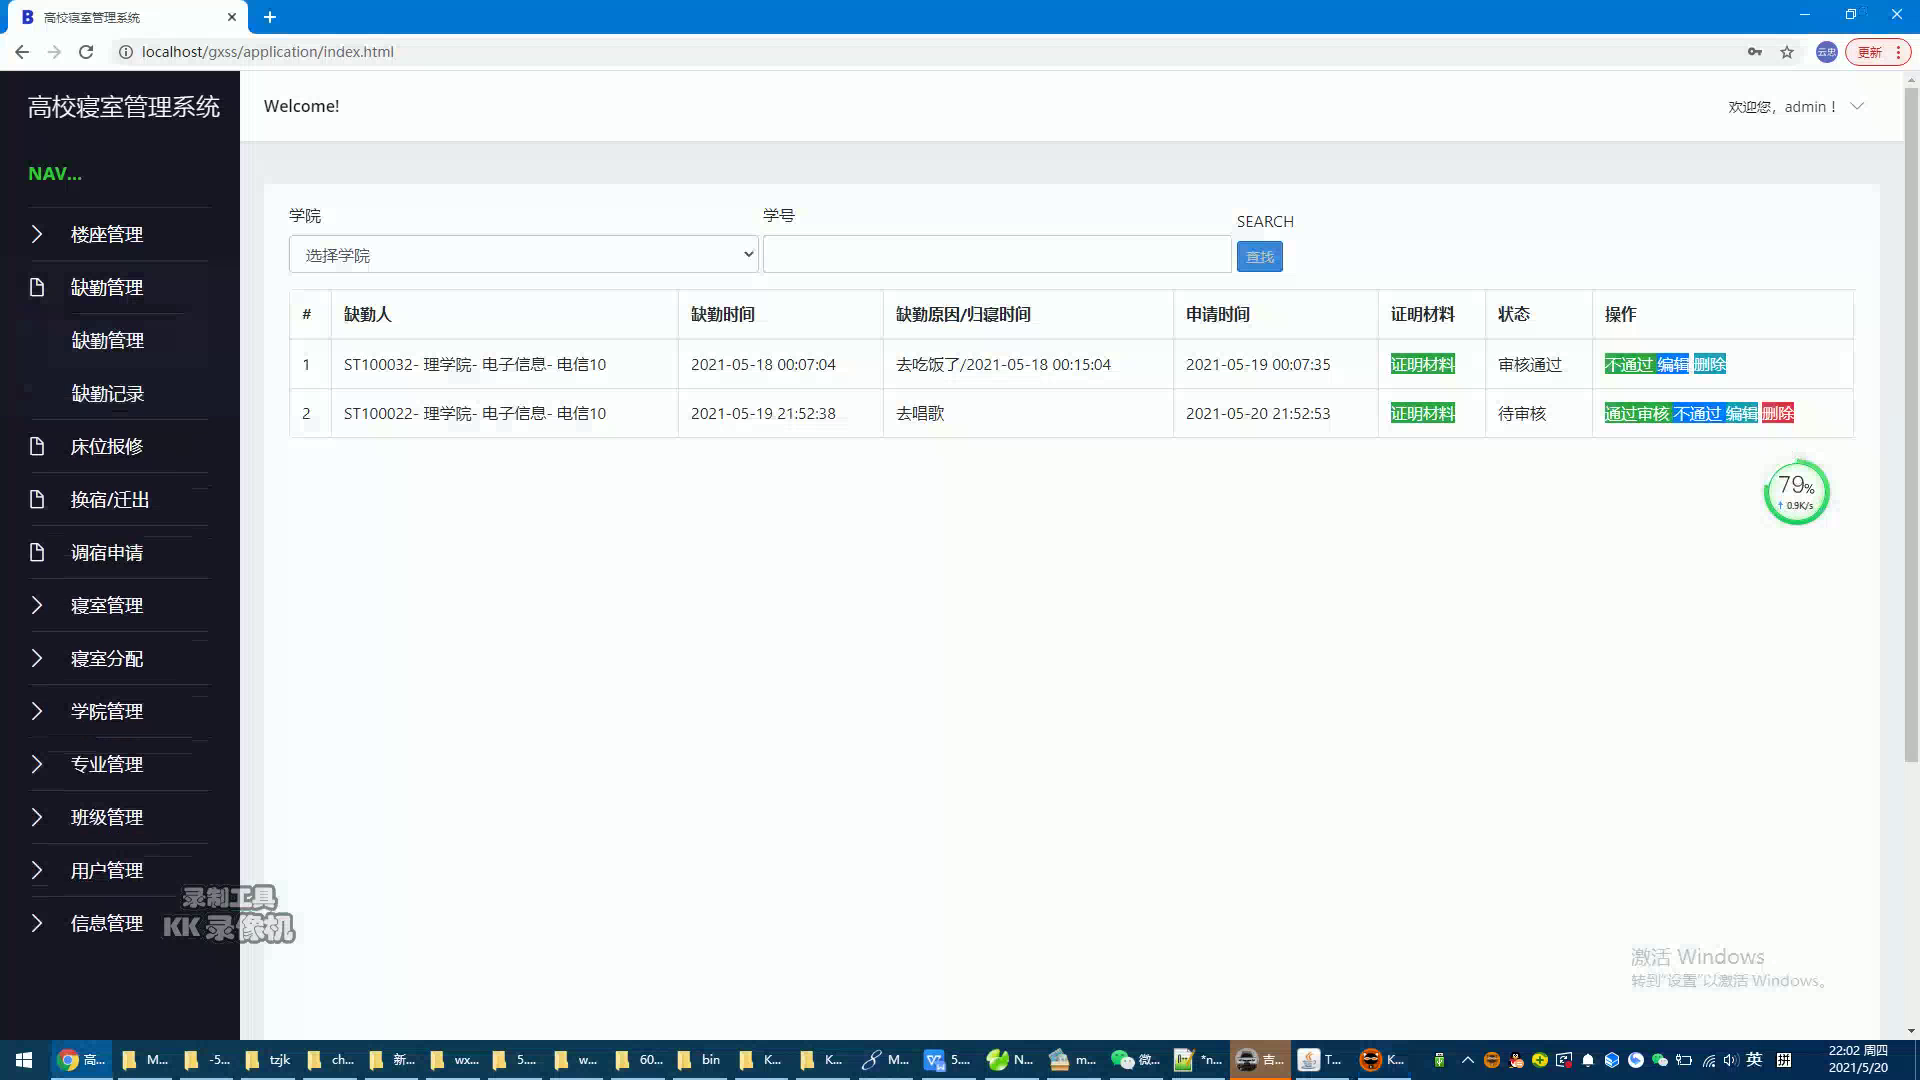 高校寝室管理系统
localhost/gxss/application/index.html
云忠
更新
高校寝室管理系统
Welcome!
欢迎您，admin！
NAV...
楼座管理
缺勤管理
缺勤管理
缺勤记录
床位报修
换宿/迁出
调宿申请
寝室管理
寝室分配
学院管理
专业管理
班级管理
用户管理
信息管理
学院
学号
SEARCH
选择学院
查找
# 缺勤人 缺勤时间 缺勤原因/归寝时间 申请时间 证明材料 状态 操作
1 ST100032- 理学院- 电子信息- 电信10 2021-05-18 00:07:04 去吃饭了/2021-05-18 00:15:04 2021-05-19 00:07:35 证明材料 审核通过 不通过 编辑 删除
2 ST100022- 理学院- 电子信息- 电信10 2021-05-19 21:52:38 去唱歌 2021-05-20 21:52:53 证明材料 待审核 通过审核 不通过 编辑 删除
79%
↑ 0.9K/s
录制工具
KK 录像机
激活 Windows
转到"设置"以激活 Windows。
高... M... -5... tzjk ch... 新... wx... 5.... w... 60... bin K... K... M... 5.... N... m... 微... *n... 吉... T... K... 英 拼
22:02 周四
2021/5/20